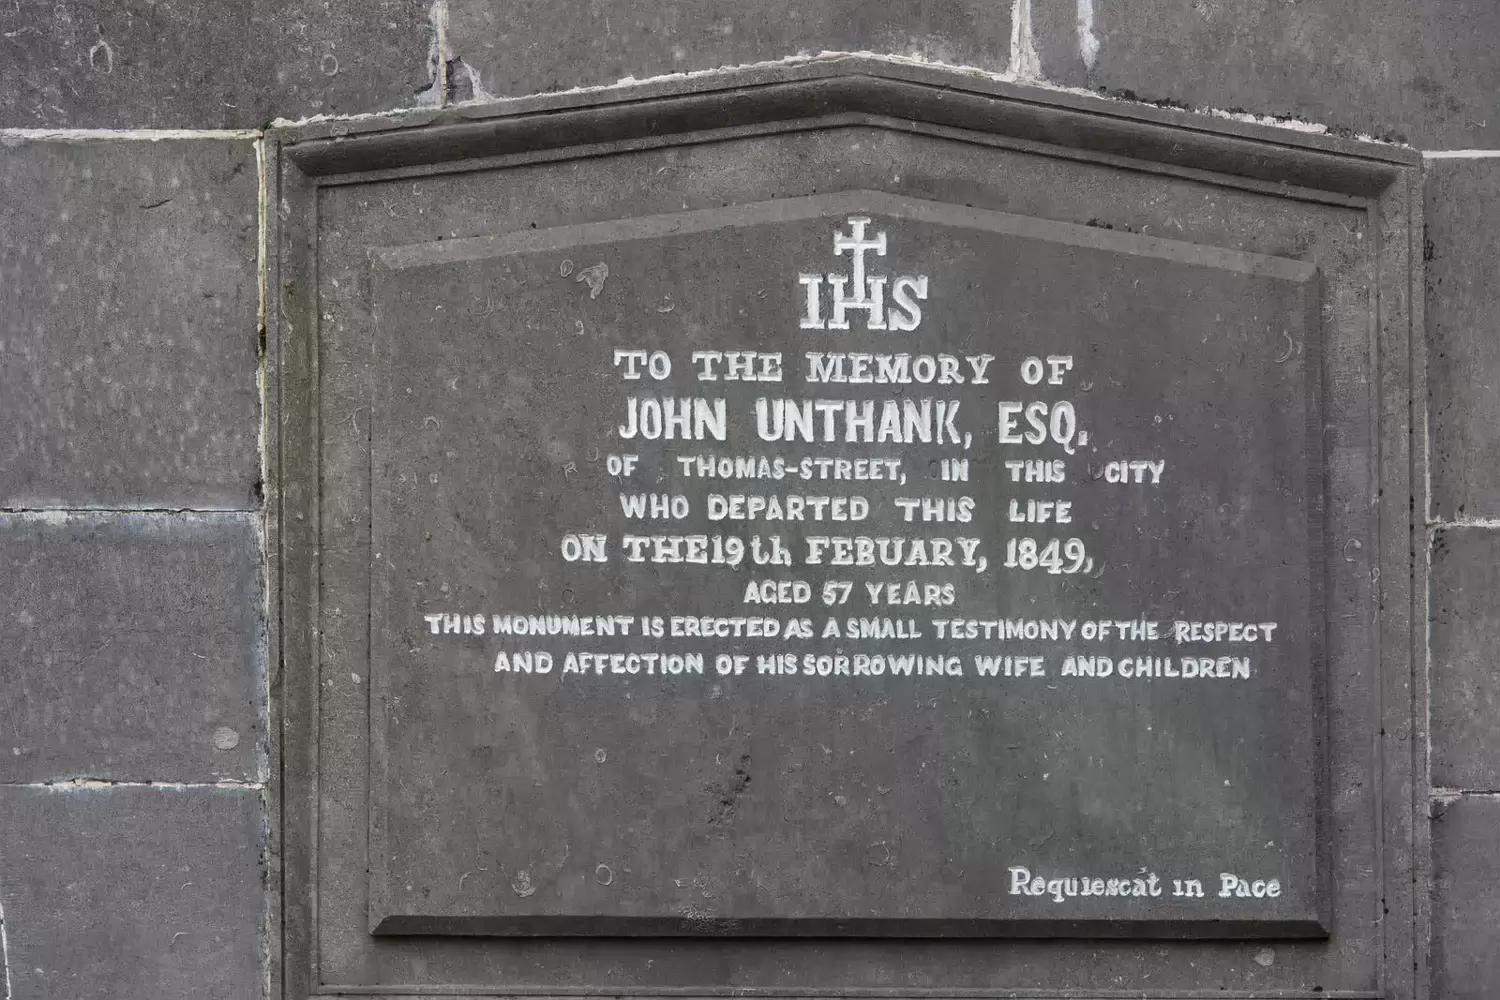 IHS
TO THE MEMORY OF
JOHN UNTHANK, ESQ.
OF THOMAS-STREET, IN THIS CITY
WHO DEPARTED THIS LIFE
ON THE 19th FEBUARY, 1849,
AGED 57 YEARS
THIS MONUMENT IS ERECTED AS A SMALL TESTIMONY OF THE RESPECT
AND AFFECTION OF HIS SORROWING WIFE AND CHILDREN
Requiescat in Pace